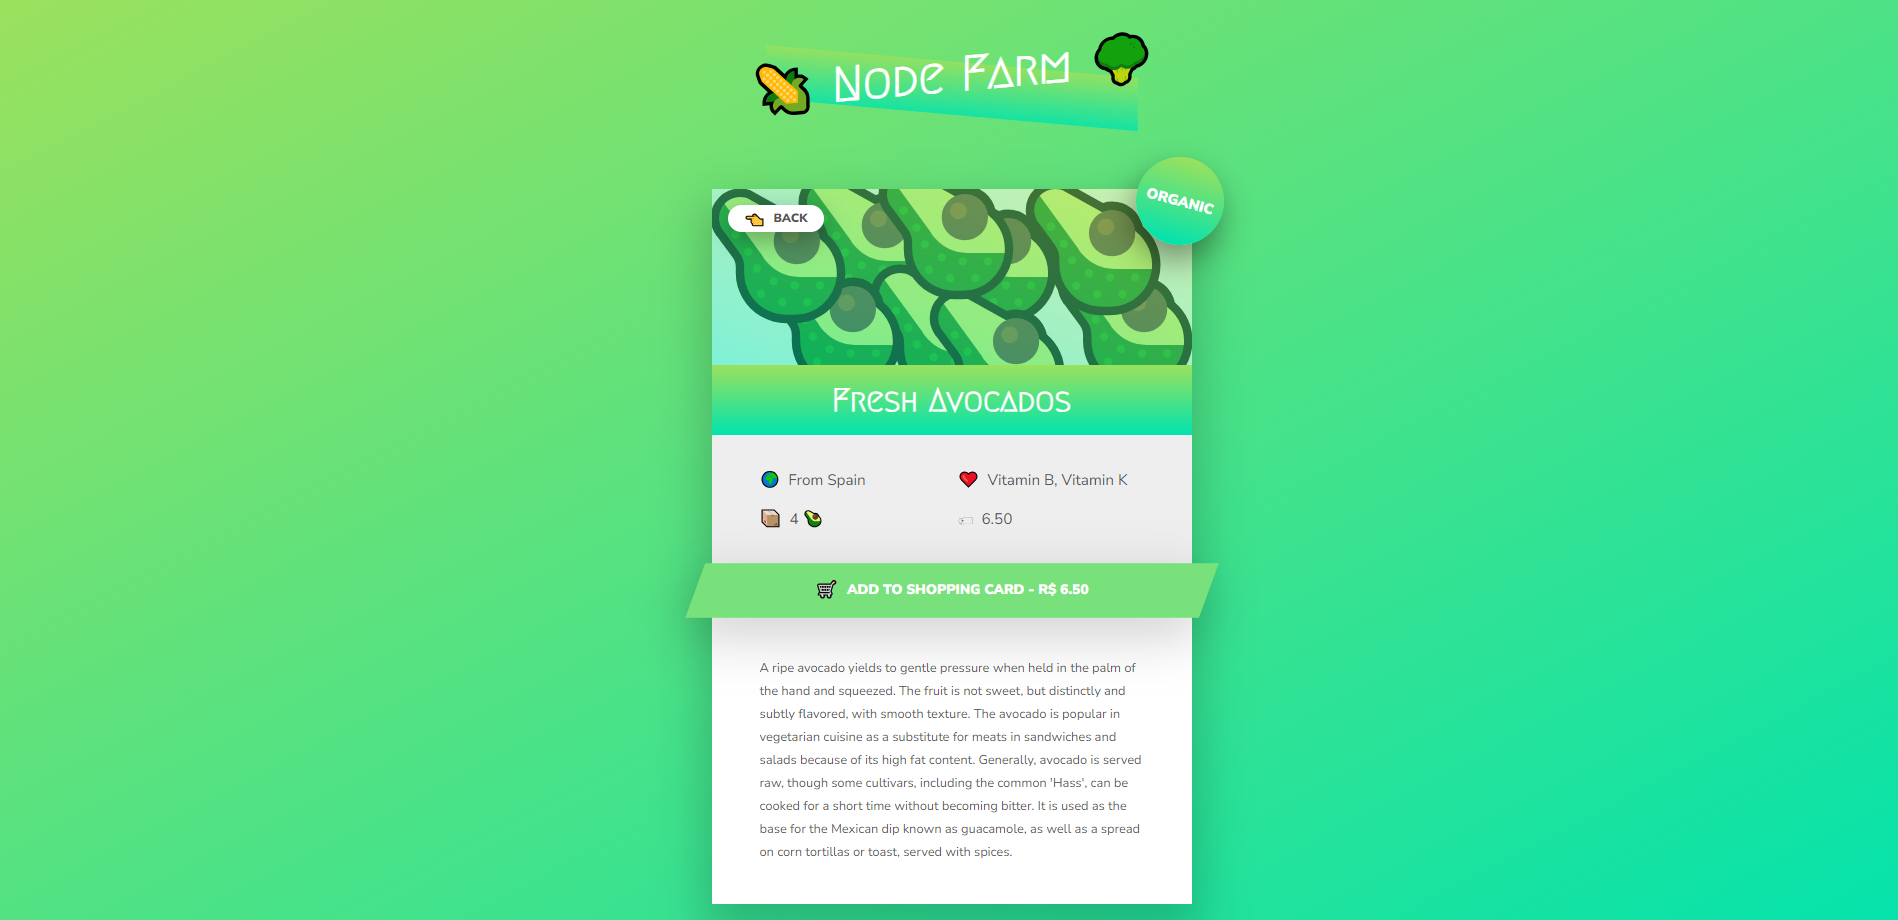 Node Farm
ORGANIC
BACK
Fresh Avocados
From Spain
Vitamin B, Vitamin K
4
6.50
ADD TO SHOPPING CARD - R$ 6.50
A ripe avocado yields to gentle pressure when held in the palm of
the hand and squeezed. The fruit is not sweet, but distinctly and
subtly flavored, with smooth texture. The avocado is popular in
vegetarian cuisine as a substitute for meats in sandwiches and
salads because of its high fat content. Generally, avocado is served
raw, though some cultivars, including the common 'Hass', can be
cooked for a short time without becoming bitter. It is used as the
base for the Mexican dip known as guacamole, as well as a spread
on corn tortillas or toast, served with spices.